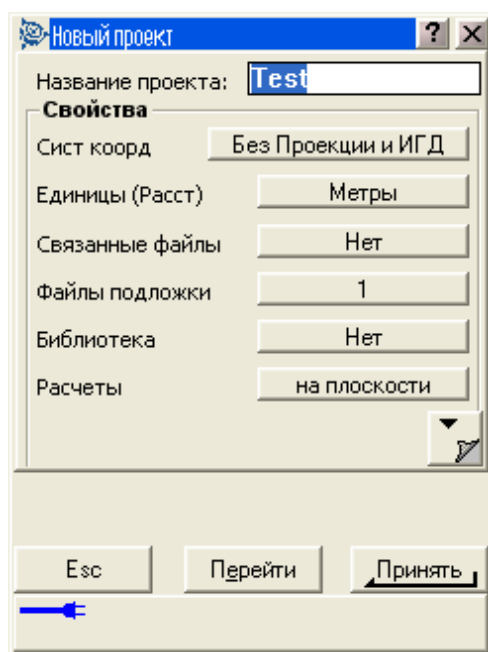 Новый проект ? X
Название проекта: Test
Свойства
Сист коорд Без Проекции и ИГД
Единицы (Расст) Метры
Связанные файлы Нет
Файлы подложки 1
Библиотека Нет
Расчеты на плоскости
Esc Перейти Принять